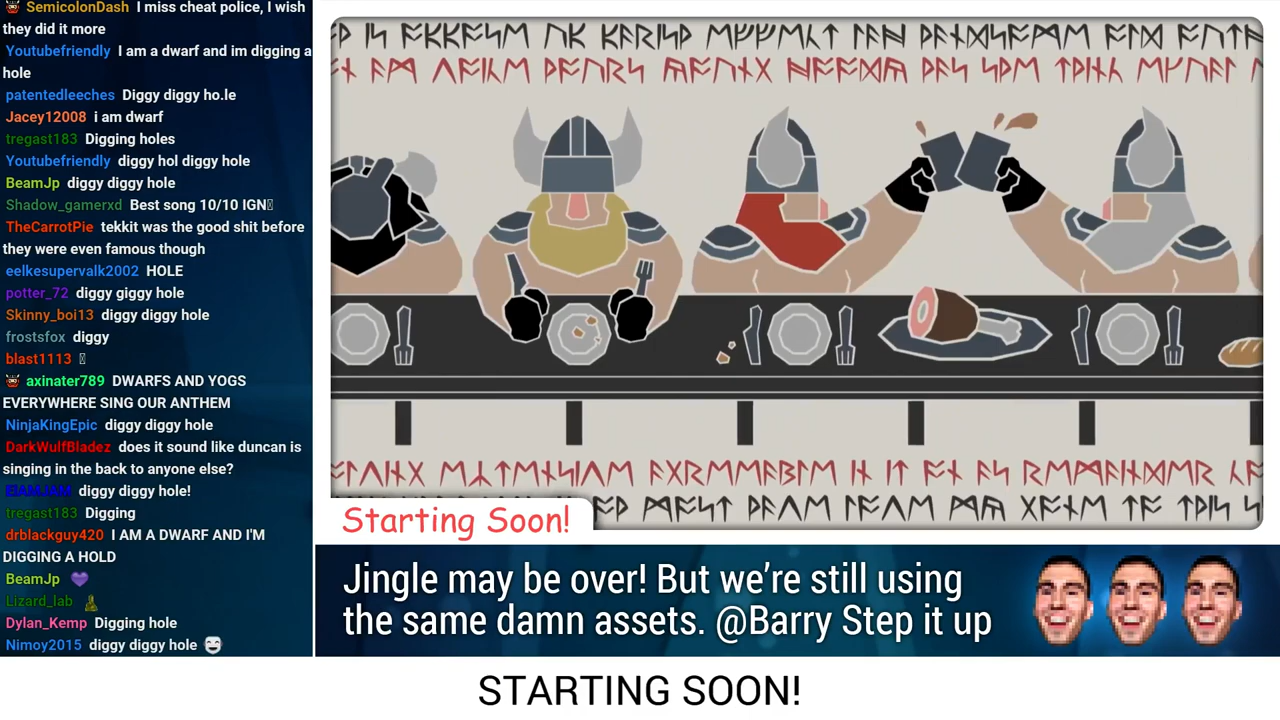 SemicolonDash I miss cheat police, I wish
they did it more
Youtubefriendly I am a dwarf and im digging a
hole
patentedleeches Diggy diggy ho.le
Jacey12008 i am dwarf
tregast183 Digging holes
Youtubefriendly diggy hol diggy hole
BeamJp diggy diggy hole
Shadow_gamerxd Best song 10/10 IGN
TheCarrotPie tekkit was the good shit before
they were even famous though
eelkesupervalk2002 HOLE
potter_72 diggy giggy hole
Skinny_boi13 diggy diggy hole
frostsfox diggy
blast1113
axinater789 DWARFS AND YOGS
EVERYWHERE SING OUR ANTHEM
NinjaKingEpic diggy diggy hole
DarkWulfBladez does it sound like duncan is
singing in the back to anyone else?
diggy diggy hole!
tregast183 Digging
drblackguy420 I AM A DWARF AND I'M
DIGGING A HOLD
BeamJp
Lizard_lab
Dylan_Kemp Digging hole
Nimoy2015 diggy diggy hole
Starting Soon!
Jingle may be over! But we’re still using
the same damn assets. @Barry Step it up
STARTING SOON!